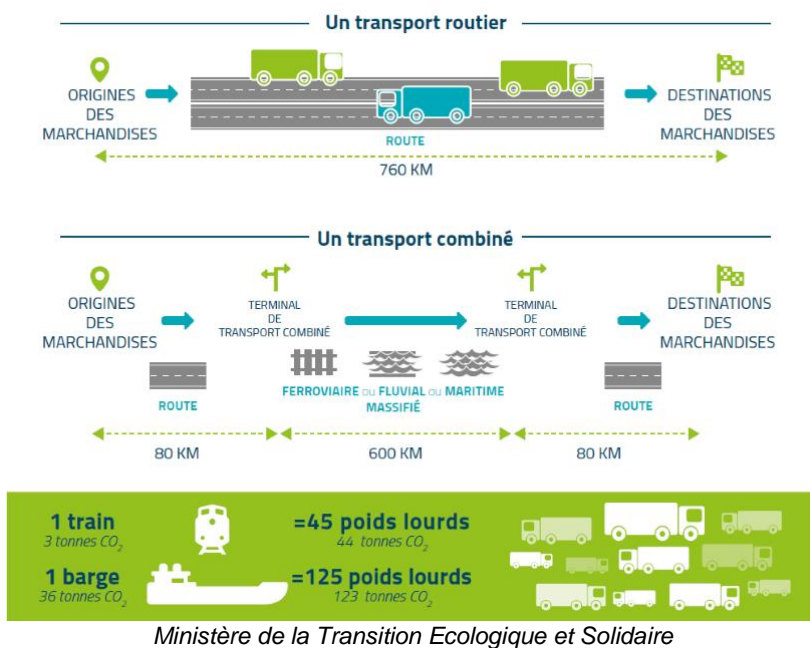 Un transport routier
ORIGINES
DES
MARCHANDISES
ROUTE
DESTINATIONS
DES
MARCHANDISES
760 KM
Un transport combiné
ORIGINES
DES
MARCHANDISES
TERMINAL
DE
TRANSPORT COMBINÉ
TERMINAL
DE
TRANSPORT COMBINÉ
DESTINATIONS
DES
MARCHANDISES
ROUTE
FERROVIAIRE ou FLUVIAL ou MARITIME
MASSIFIÉ
ROUTE
80 KM
600 KM
80 KM
1 train
3 tonnes CO₂
=45 poids lourds
44 tonnes CO₂
1 barge
36 tonnes CO₂
=125 poids lourds
123 tonnes CO₂
Ministère de la Transition Ecologique et Solidaire